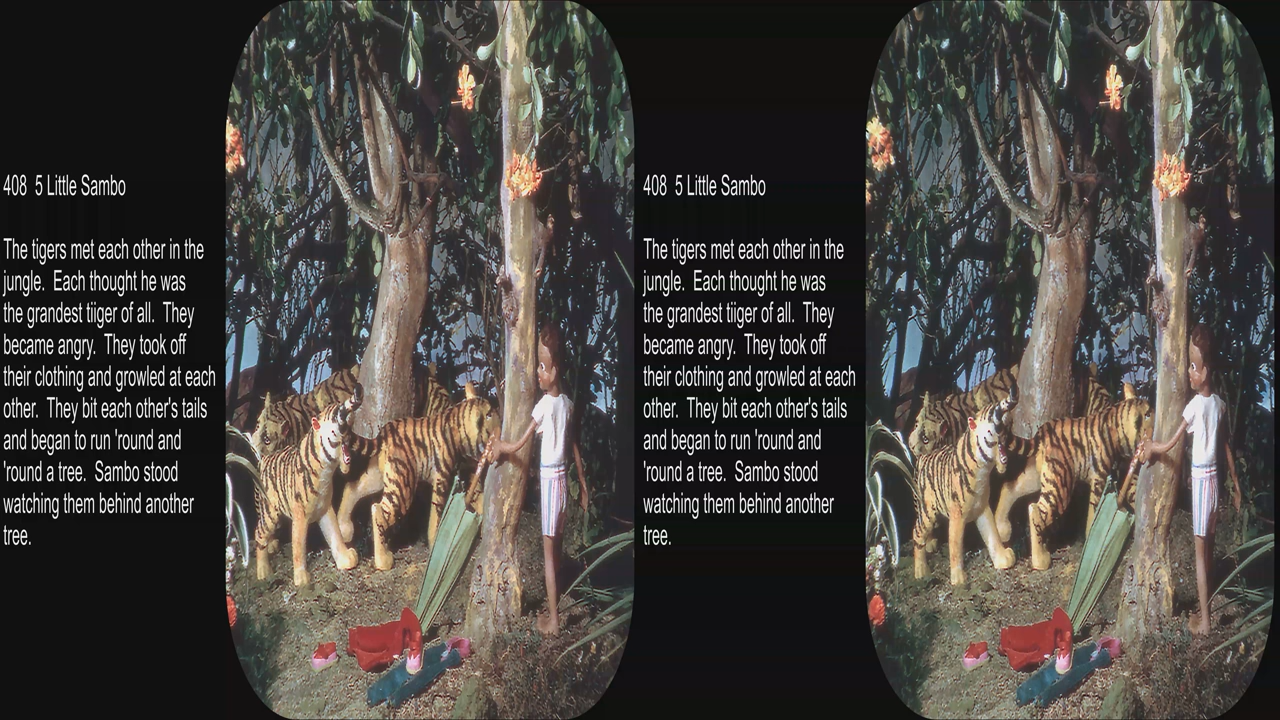 408  5 Little Sambo
The tigers met each other in the
jungle.  Each thought he was
the grandest tiiger of all.  They
became angry.  They took off
their clothing and growled at each
other.  They bit each other's tails
and began to run 'round and
'round a tree.  Sambo stood
watching them behind another
tree.
408  5 Little Sambo
The tigers met each other in the
jungle.  Each thought he was
the grandest tiiger of all.  They
became angry.  They took off
their clothing and growled at each
other.  They bit each other's tails
and began to run 'round and
'round a tree.  Sambo stood
watching them behind another
tree.